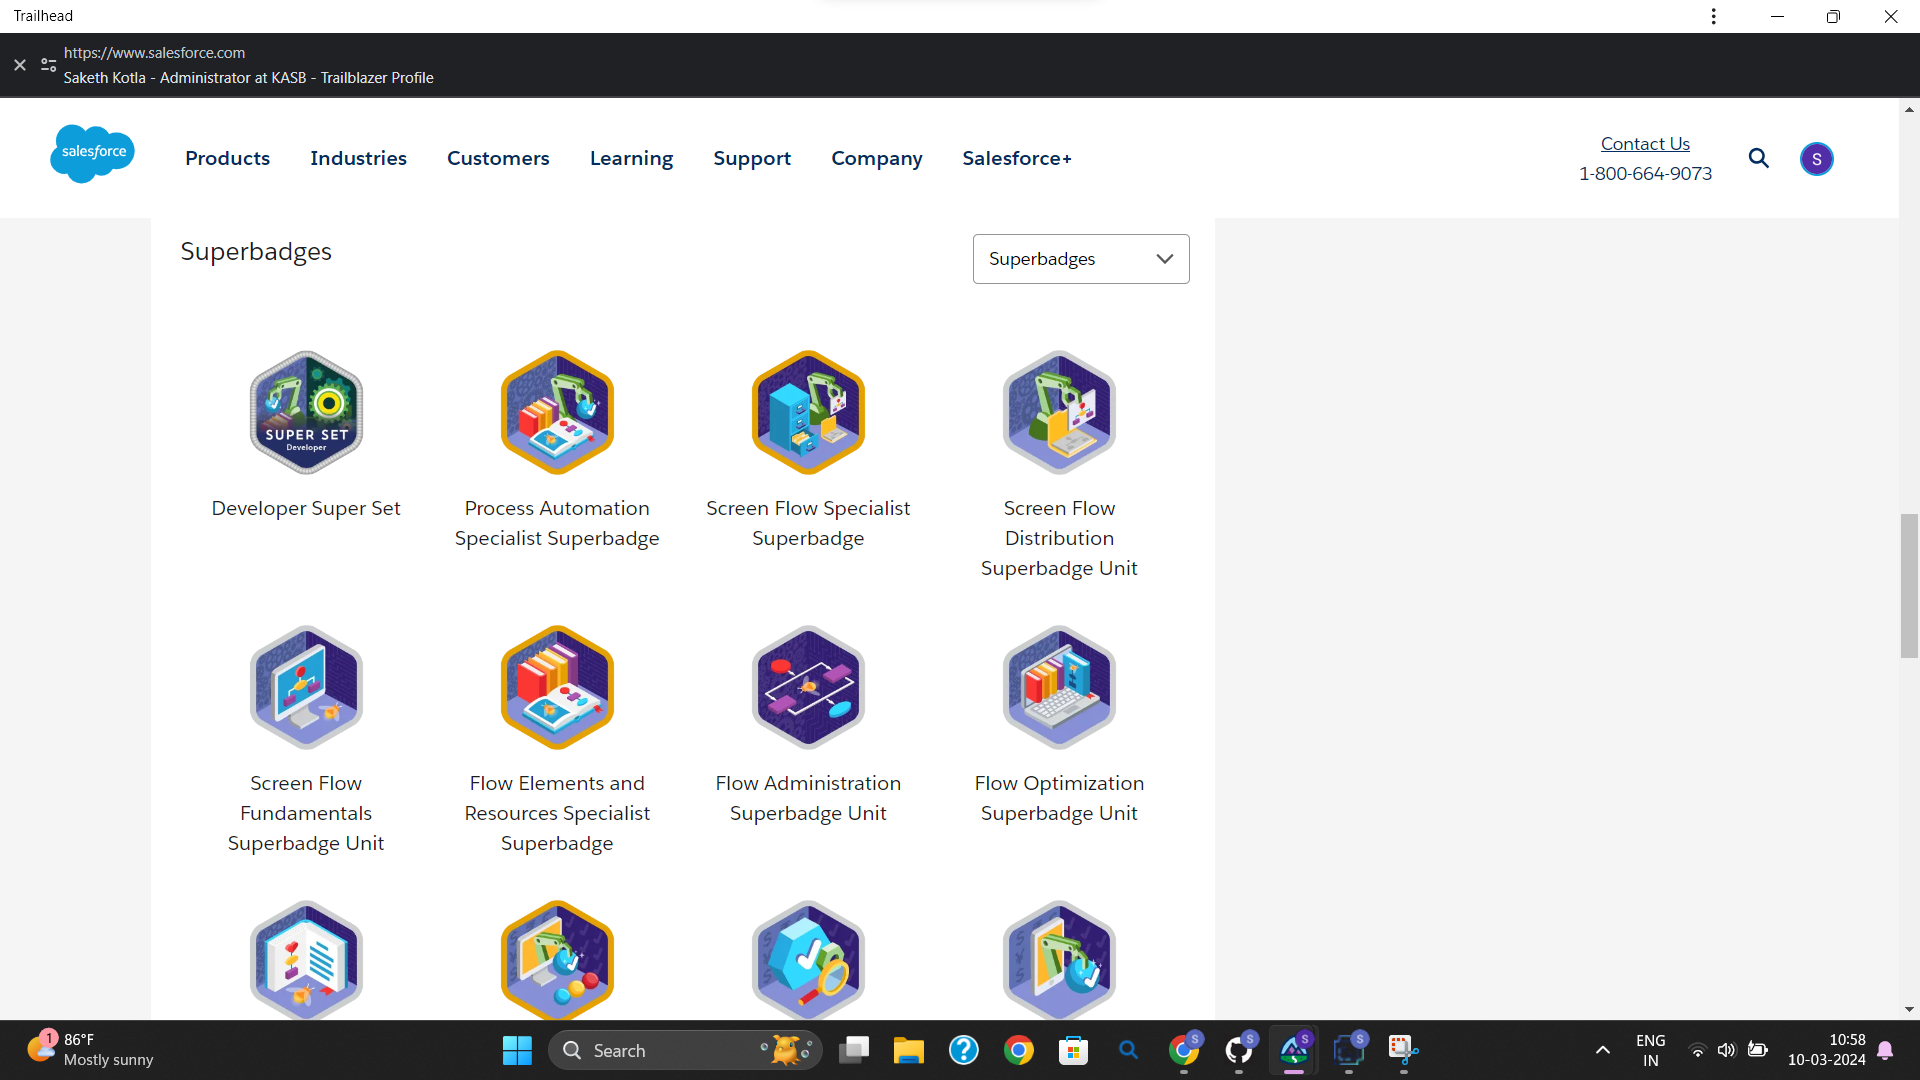 Trailhead
https://www.salesforce.com
Saketh Kotla - Administrator at KASB - Trailblazer Profile
salesforce
Products
Industries
Customers
Learning
Support
Company
Salesforce+
Contact Us
1-800-664-9073
S
Superbadges
Superbadges
SUPER SET
Developer
Developer Super Set
Process Automation
Specialist Superbadge
Screen Flow Specialist
Superbadge
Screen Flow
Distribution
Superbadge Unit
Screen Flow
Fundamentals
Superbadge Unit
Flow Elements and
Resources Specialist
Superbadge
Flow Administration
Superbadge Unit
Flow Optimization
Superbadge Unit
1
86°F
Mostly sunny
Search
S
S
S
S
ENG
IN
10:58
10-03-2024